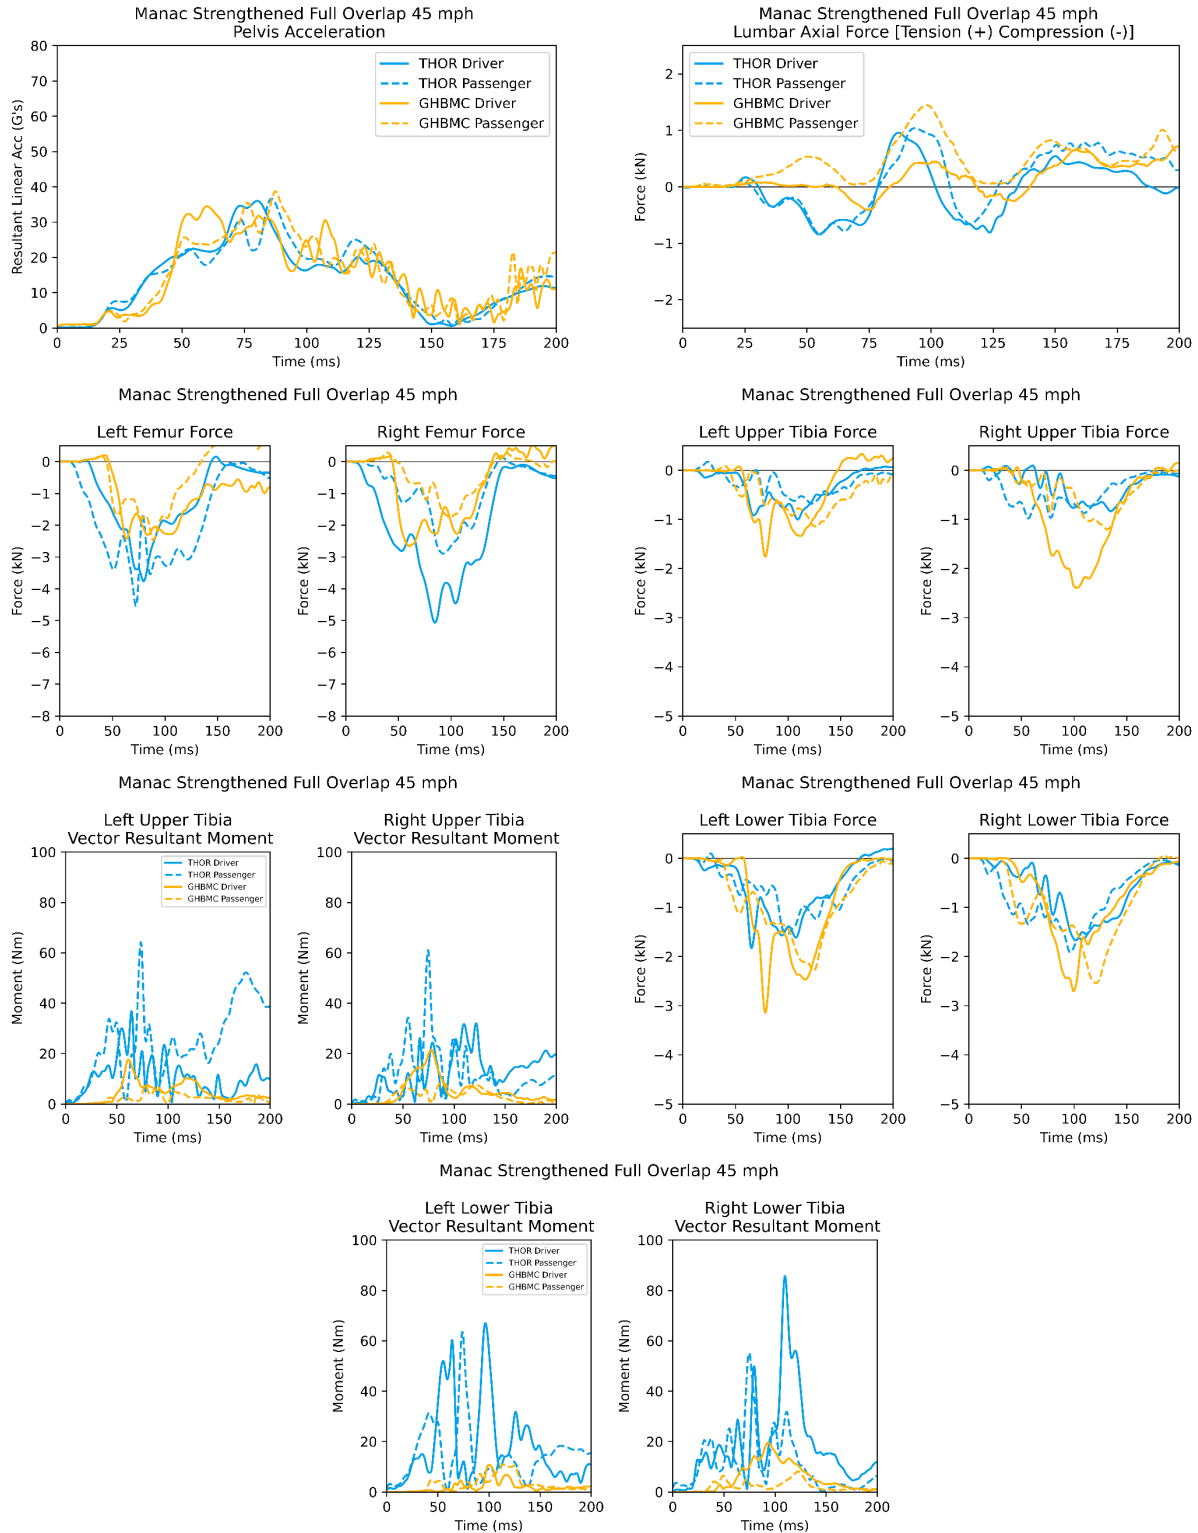 Manac Strengthened Full Overlap 45 mph
Pelvis Acceleration
80
70
60
50
40
30
20
10
0
Resultant Linear Acc (G's)
THOR Driver
THOR Passenger
GHBMC Driver
GHBMC Passenger
0 25 50 75 100 125 150 175 200
Time (ms)
Manac Strengthened Full Overlap 45 mph
Lumbar Axial Force [Tension (+) Compression (-)]
2
1
0
−1
−2
Force (kN)
THOR Driver
THOR Passenger
GHBMC Driver
GHBMC Passenger
0 25 50 75 100 125 150 175 200
Time (ms)
Manac Strengthened Full Overlap 45 mph
Left Femur Force
0
−1
−2
−3
−4
−5
−6
−7
−8
Force (kN)
0 50 100 150 200
Time (ms)
Right Femur Force
0
−1
−2
−3
−4
−5
−6
−7
−8
Force (kN)
0 50 100 150 200
Time (ms)
Manac Strengthened Full Overlap 45 mph
Left Upper Tibia Force
0
−1
−2
−3
−4
−5
Force (kN)
0 50 100 150 200
Time (ms)
Right Upper Tibia Force
0
−1
−2
−3
−4
−5
Force (kN)
0 50 100 150 200
Time (ms)
Manac Strengthened Full Overlap 45 mph
Left Upper Tibia
Vector Resultant Moment
100
80
60
40
20
0
Moment (Nm)
THOR Driver
THOR Passenger
GHBMC Driver
GHBMC Passenger
0 50 100 150 200
Time (ms)
Right Upper Tibia
Vector Resultant Moment
100
80
60
40
20
0
Moment (Nm)
0 50 100 150 200
Time (ms)
Manac Strengthened Full Overlap 45 mph
Left Lower Tibia Force
0
−1
−2
−3
−4
−5
Force (kN)
0 50 100 150 200
Time (ms)
Right Lower Tibia Force
0
−1
−2
−3
−4
−5
Force (kN)
0 50 100 150 200
Time (ms)
Manac Strengthened Full Overlap 45 mph
Left Lower Tibia
Vector Resultant Moment
100
80
60
40
20
0
Moment (Nm)
THOR Driver
THOR Passenger
GHBMC Driver
GHBMC Passenger
0 50 100 150 200
Time (ms)
Right Lower Tibia
Vector Resultant Moment
100
80
60
40
20
0
Moment (Nm)
0 50 100 150 200
Time (ms)